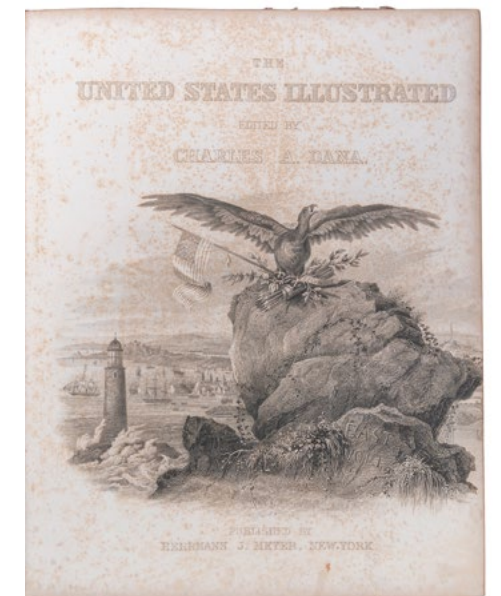 THE
UNITED STATES ILLUSTRATED
EDITED BY
CHARLES A. DANA.
PUBLISHED BY
HERRMANN J. MEYER, NEW-YORK